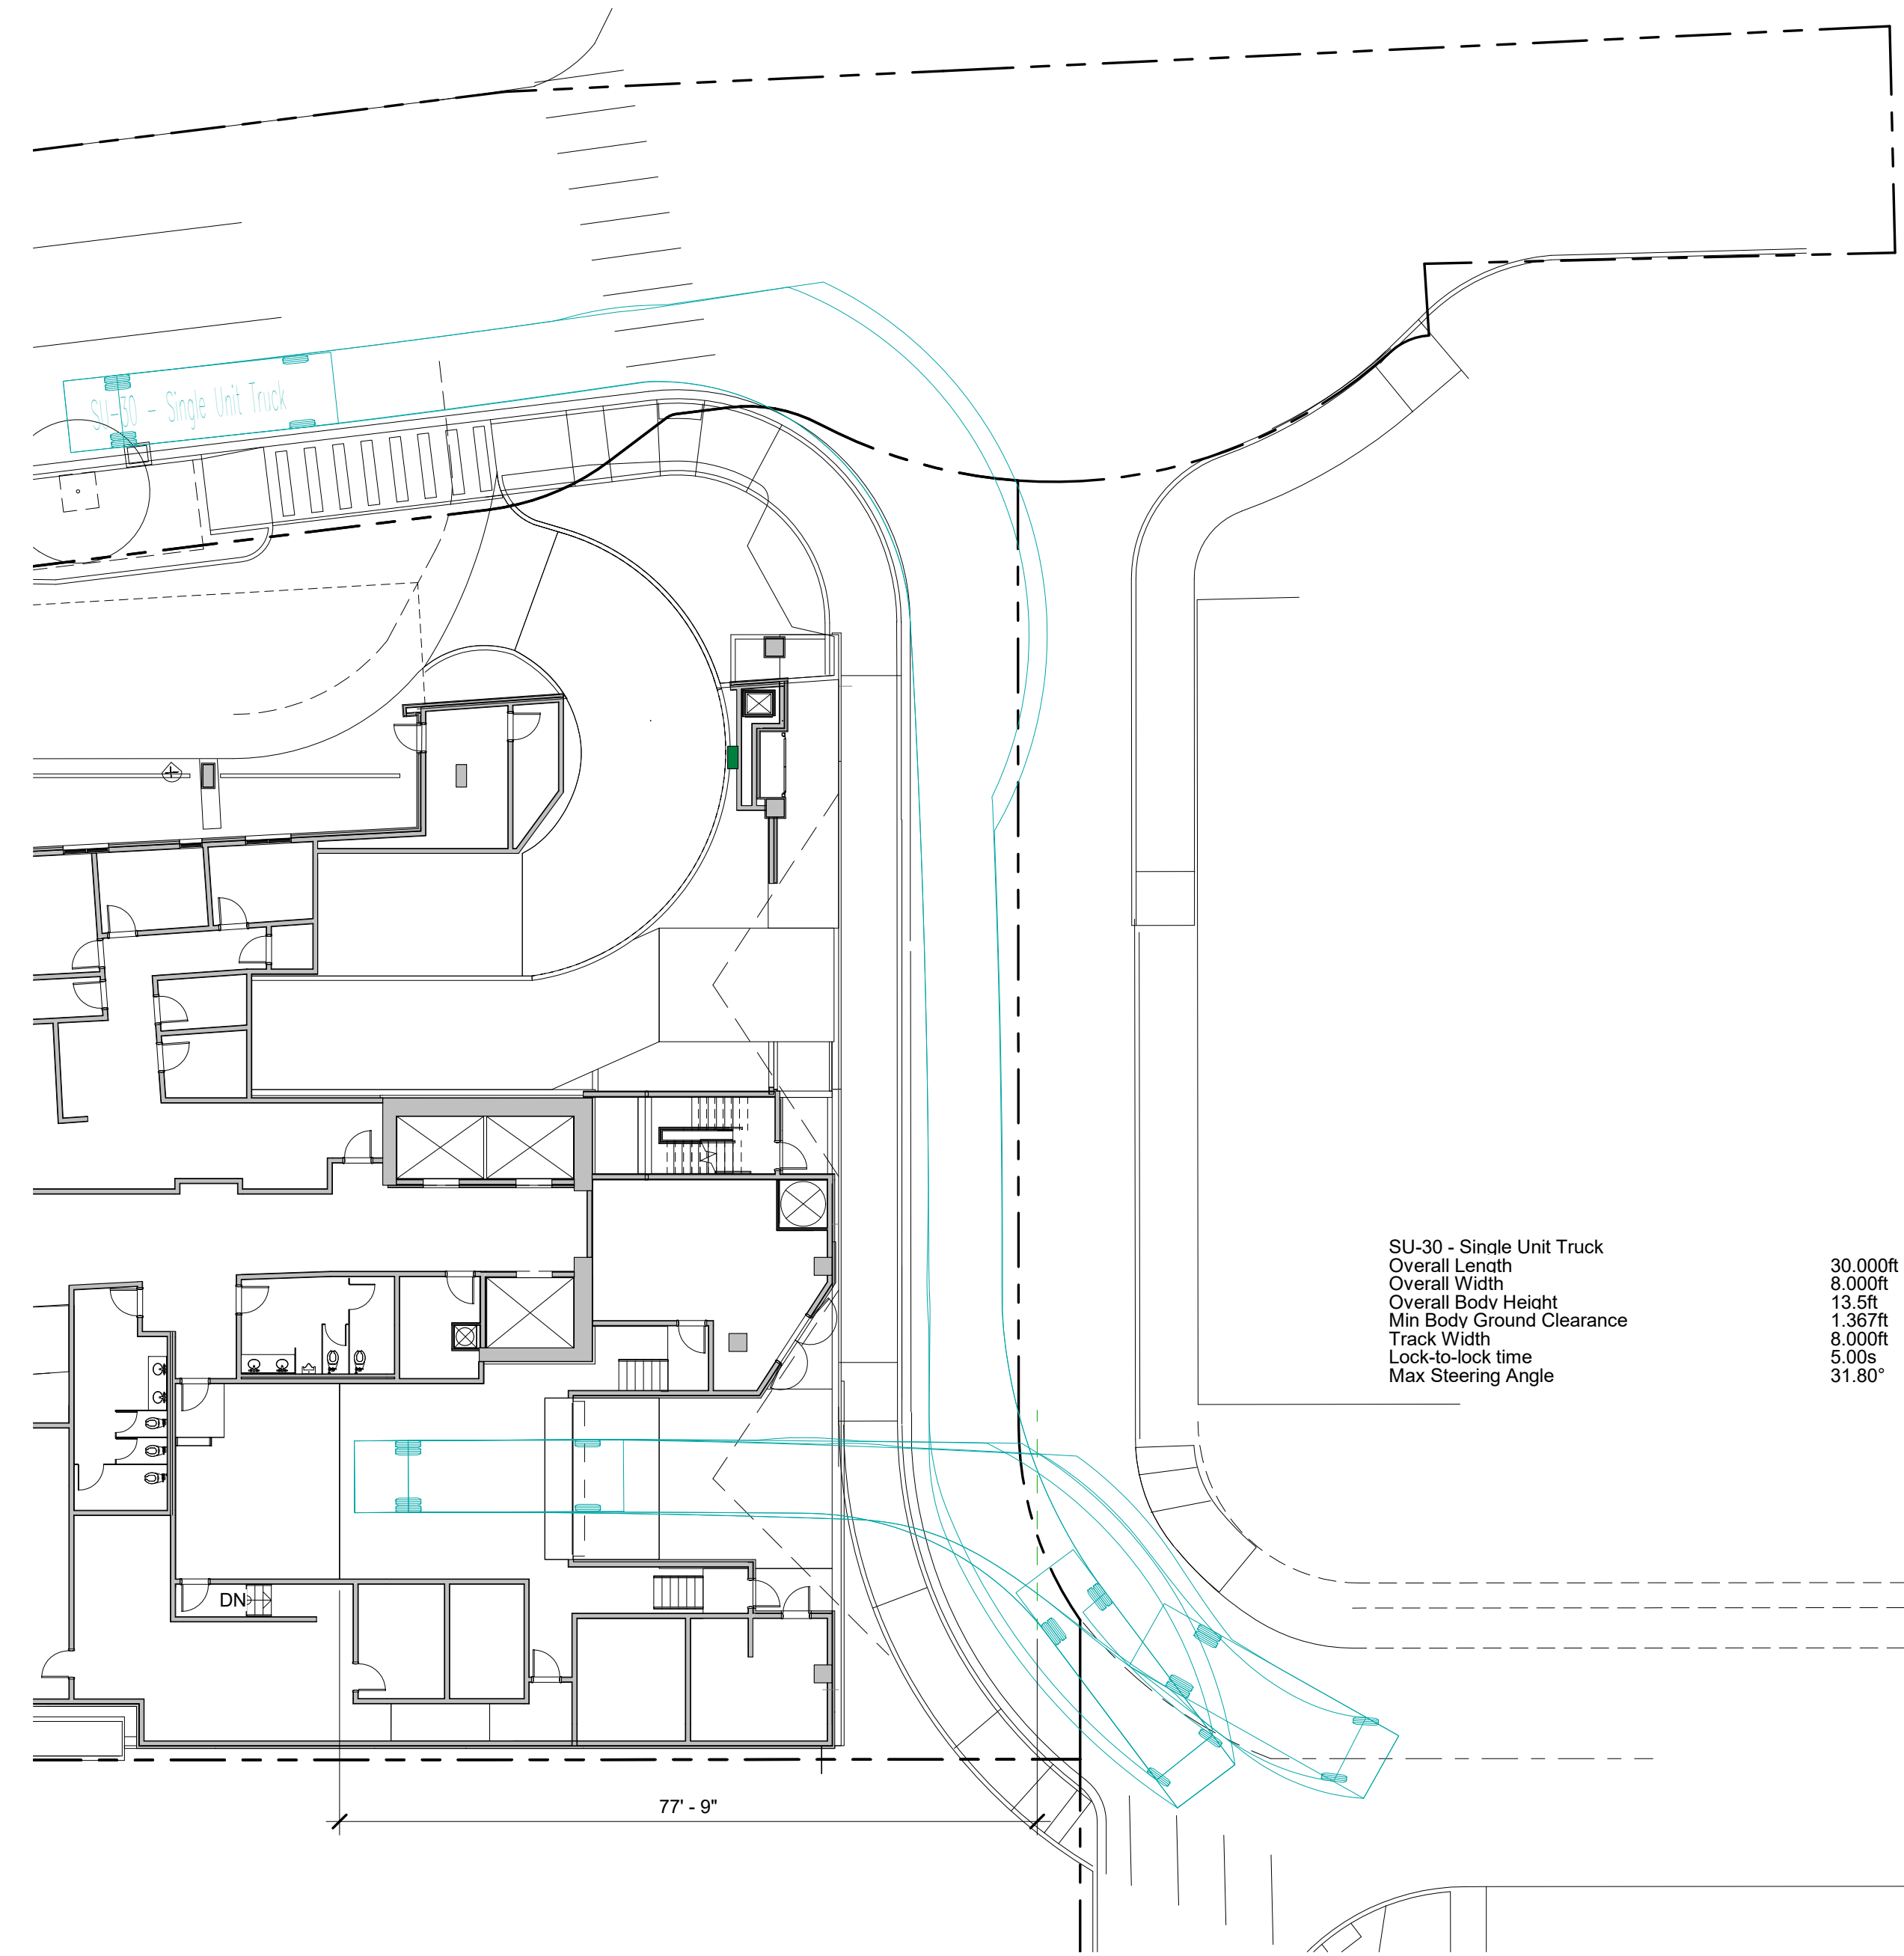 SU-30 - Single Unit Truck
SU-30 - Single Unit Truck
Overall Length 30.000ft
Overall Width 8.000ft
Overall Body Height 13.5ft
Min Body Ground Clearance 1.367ft
Track Width 8.000ft
Lock-to-lock time 5.00s
Max Steering Angle 31.80°
DN
77' - 9"